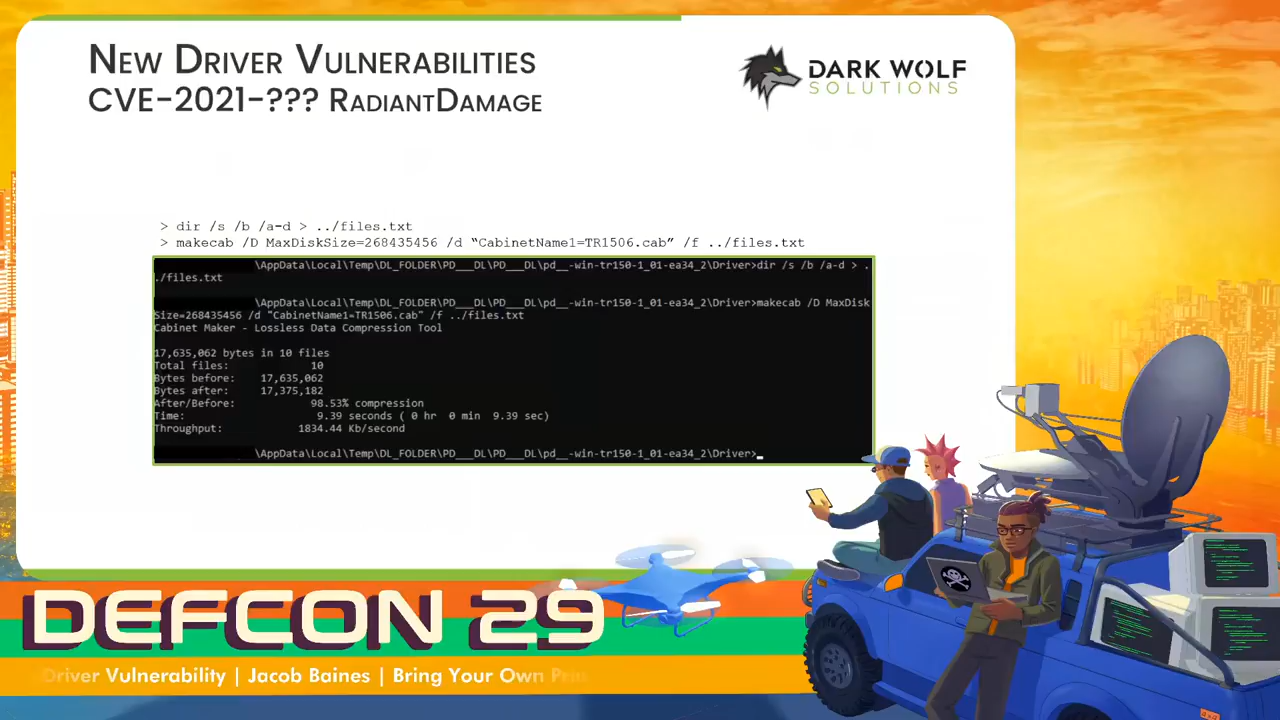 New Driver Vulnerabilities
CVE-2021-??? RadiantDamage
DARK WOLF
SOLUTIONS
> dir /s /b /a-d > ../files.txt
> makecab /D MaxDiskSize=268435456 /d “CabinetName1=TR1506.cab” /f ../files.txt
\AppData\Local\Temp\DL_FOLDER\PD___DL\PD___DL\pd__-win-tr150-1_01-ea34_2\Driver>dir /s /b /a-d > .
./files.txt
\AppData\Local\Temp\DL_FOLDER\PD___DL\PD___DL\pd__-win-tr150-1_01-ea34_2\Driver>makecab /D MaxDisk
Size=268435456 /d "CabinetName1=TR1506.cab" /f ../files.txt
Cabinet Maker - Lossless Data Compression Tool
17,635,062 bytes in 10 files
Total files: 10
Bytes before: 17,635,062
Bytes after: 17,375,182
After/Before: 98.53% compression
Time: 9.39 seconds ( 0 hr 0 min 9.39 sec)
Throughput: 1834.44 Kb/second
\AppData\Local\Temp\DL_FOLDER\PD___DL\PD___DL\pd__-win-tr150-1_01-ea34_2\Driver>
DEFCON 29
Driver Vulnerability | Jacob Baines | Bring Your Own